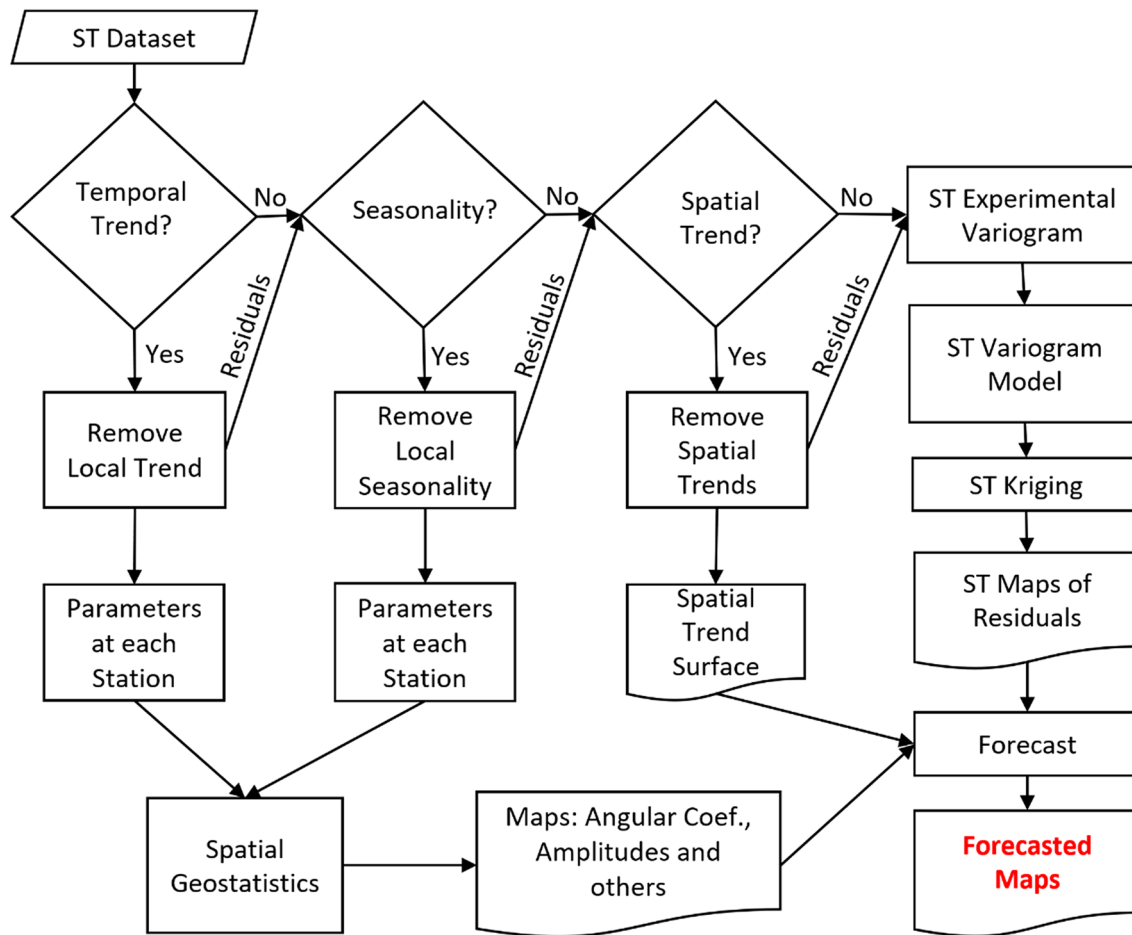 ST Dataset
Temporal
Trend?
No
Seasonality?
No
Spatial
Trend?
No
ST Experimental
Variogram
Yes
Residuals
Yes
Residuals
Yes
Residuals
ST Variogram
Model
Remove
Local Trend
Remove
Local
Seasonality
Remove
Spatial
Trends
ST Kriging
Parameters
at each
Station
Parameters
at each
Station
Spatial
Trend
Surface
ST Maps of
Residuals
Forecast
Spatial
Geostatistics
Maps: Angular Coef.,
Amplitudes and
others
Forecasted
Maps